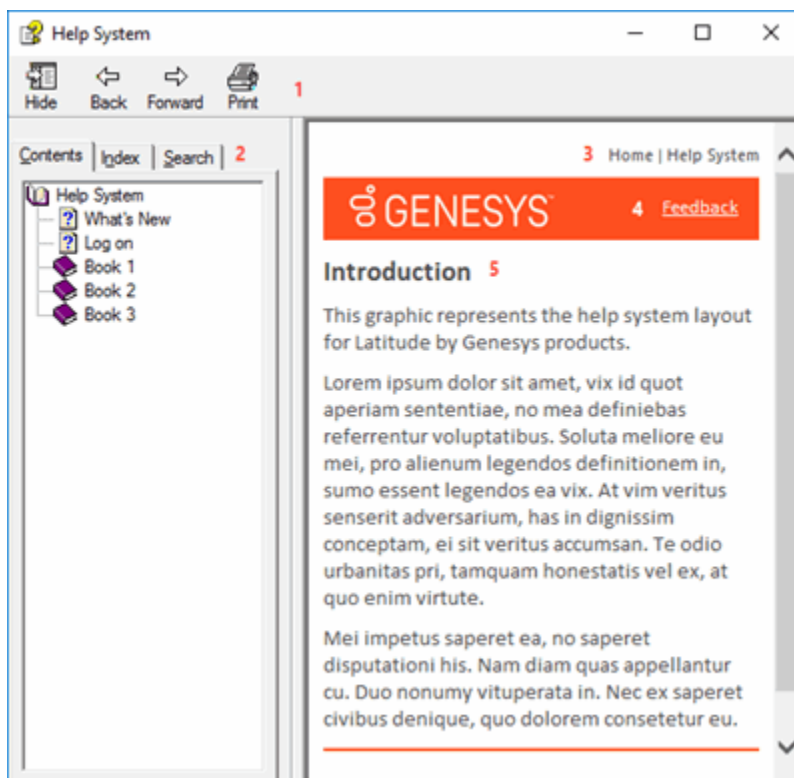 Help System
Hide Back Forward Print 1
Contents Index Search 2
Help System
What's New
Log on
Book 1
Book 2
Book 3
3 Home | Help System
GENESYS™ 4 Feedback
Introduction 5
This graphic represents the help system layout
for Latitude by Genesys products.
Lorem ipsum dolor sit amet, vix id quot
aperiam sententiae, no mea definiebas
referrentur voluptatibus. Soluta meliore eu
mei, pro alienum legendos definitionem in,
sumo essent legendos ea vix. At vim veritus
senserit adversarium, has in dignissim
conceptam, ei sit veritus accumsan. Te odio
urbanitas pri, tamquam honestatis vel ex, at
quo enim virtute.
Mei impetus saperet ea, no saperet
disputationi his. Nam diam quas appellantur
cu. Duo nonumy vituperata in. Nec ex saperet
civibus denique, quo dolorem consetetur eu.